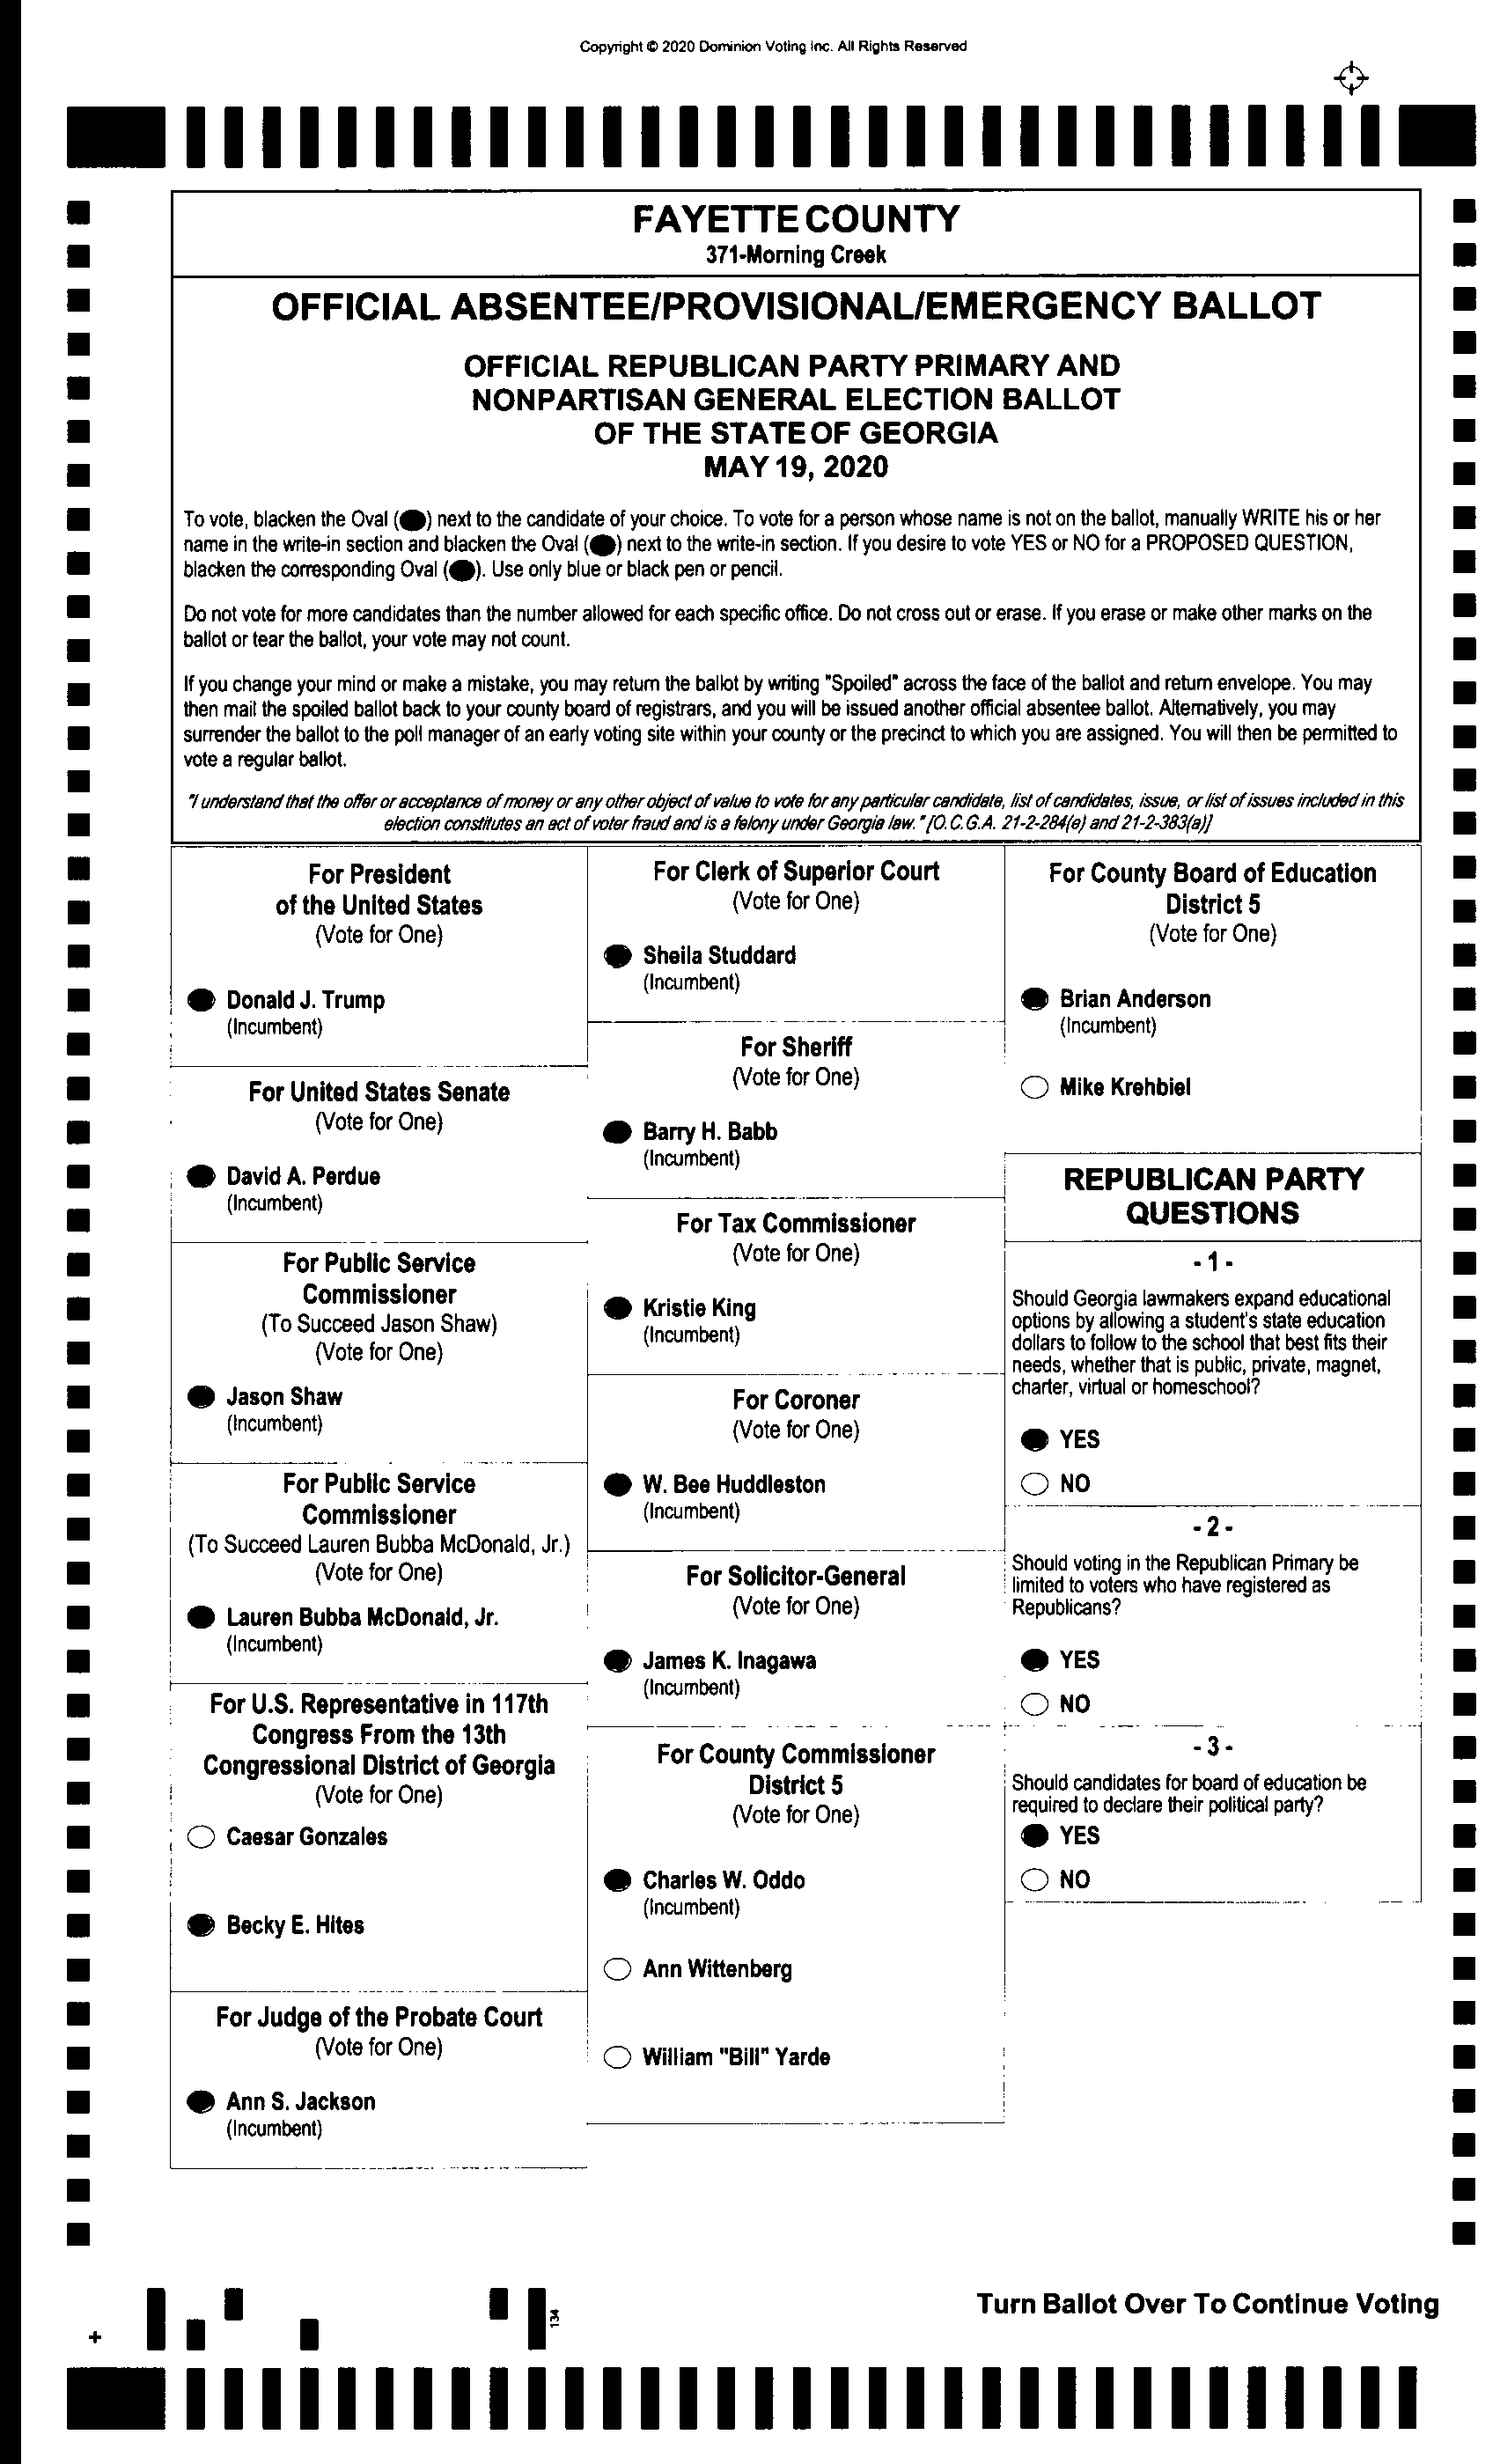 Copyright © 2020 Dominion Voting Inc. All Rights Reserved
FAYETTE COUNTY
371-Morning Creek
OFFICIAL ABSENTEE/PROVISIONAL/EMERGENCY BALLOT
OFFICIAL REPUBLICAN PARTY PRIMARY AND
NONPARTISAN GENERAL ELECTION BALLOT
OF THE STATE OF GEORGIA
MAY 19, 2020
To vote, blacken the Oval (⬬) next to the candidate of your choice. To vote for a person whose name is not on the ballot, manually WRITE his or her
name in the write-in section and blacken the Oval (⬬) next to the write-in section. If you desire to vote YES or NO for a PROPOSED QUESTION,
blacken the corresponding Oval (⬬). Use only blue or black pen or pencil.
Do not vote for more candidates than the number allowed for each specific office. Do not cross out or erase. If you erase or make other marks on the
ballot or tear the ballot, your vote may not count.
If you change your mind or make a mistake, you may return the ballot by writing "Spoiled" across the face of the ballot and return envelope. You may
then mail the spoiled ballot back to your county board of registrars, and you will be issued another official absentee ballot. Alternatively, you may
surrender the ballot to the poll manager of an early voting site within your county or the precinct to which you are assigned. You will then be permitted to
vote a regular ballot.
"I understand that the offer or acceptance of money or any other object of value to vote for any particular candidate, list of candidates, issue, or list of issues included in this
election constitutes an act of voter fraud and is a felony under Georgia law." [O.C.G.A. 21-2-284(e) and 21-2-383(a)]
For President
of the United States
(Vote for One)
Donald J. Trump
(Incumbent)
For United States Senate
(Vote for One)
David A. Perdue
(Incumbent)
For Public Service
Commissioner
(To Succeed Jason Shaw)
(Vote for One)
Jason Shaw
(Incumbent)
For Public Service
Commissioner
(To Succeed Lauren Bubba McDonald, Jr.)
(Vote for One)
Lauren Bubba McDonald, Jr.
(Incumbent)
For U.S. Representative in 117th
Congress From the 13th
Congressional District of Georgia
(Vote for One)
Caesar Gonzales
Becky E. Hites
For Judge of the Probate Court
(Vote for One)
Ann S. Jackson
(Incumbent)
For Clerk of Superior Court
(Vote for One)
Sheila Studdard
(Incumbent)
For Sheriff
(Vote for One)
Barry H. Babb
(Incumbent)
For Tax Commissioner
(Vote for One)
Kristie King
(Incumbent)
For Coroner
(Vote for One)
W. Bee Huddleston
(Incumbent)
For Solicitor-General
(Vote for One)
James K. Inagawa
(Incumbent)
For County Commissioner
District 5
(Vote for One)
Charles W. Oddo
(Incumbent)
Ann Wittenberg
William "Bill" Yarde
For County Board of Education
District 5
(Vote for One)
Brian Anderson
(Incumbent)
Mike Krehbiel
REPUBLICAN PARTY
QUESTIONS
- 1 -
Should Georgia lawmakers expand educational
options by allowing a student's state education
dollars to follow to the school that best fits their
needs, whether that is public, private, magnet,
charter, virtual or homeschool?
YES
NO
- 2 -
Should voting in the Republican Primary be
limited to voters who have registered as
Republicans?
YES
NO
- 3 -
Should candidates for board of education be
required to declare their political party?
YES
NO
134
Turn Ballot Over To Continue Voting
+